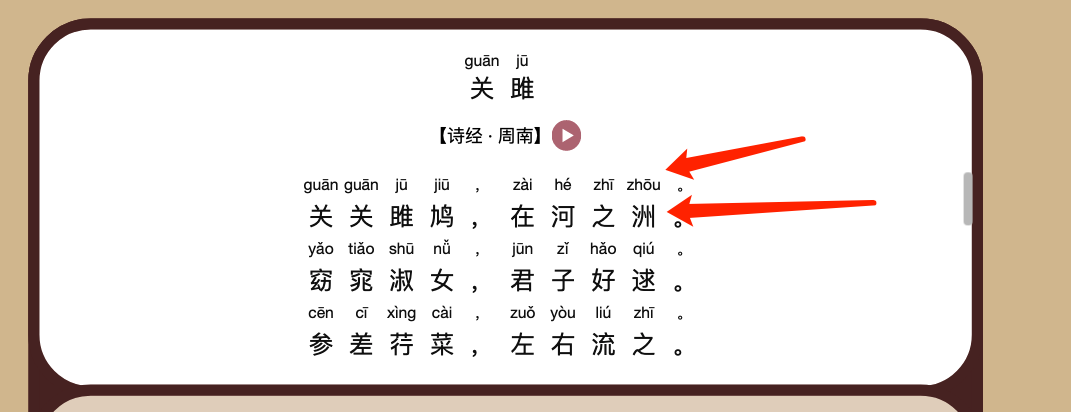 guān jū
关 雎
【诗经 · 周南】
guān guān jū jiū ， zài hé zhī zhōu 。
关 关 雎 鸠 ， 在 河 之 洲 。
yǎo tiǎo shū nǚ ， jūn zǐ hǎo qiú 。
窈 窕 淑 女 ， 君 子 好 逑 。
cēn cī xìng cài ， zuǒ yòu liú zhī 。
参 差 荇 菜 ， 左 右 流 之 。